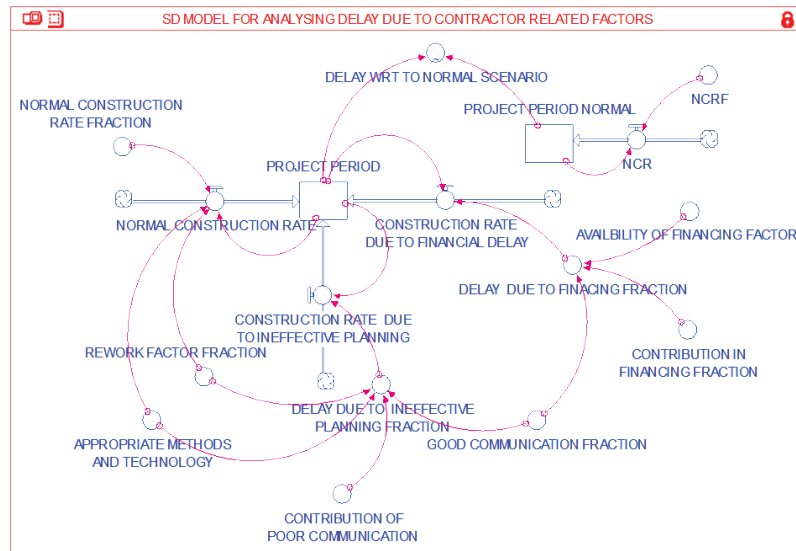 SD MODEL FOR ANALYSING DELAY DUE TO CONTRACTOR RELATED FACTORS
DELAY WRT TO NORMAL SCENARIO
NORMAL CONSTRUCTION
RATE FRACTION
NCRF
PROJECT PERIOD NORMAL
NCR
PROJECT PERIOD
NORMAL CONSTRUCTION RATE
CONSTRUCTION RATE
DUE TO FINANCIAL DELAY
AVAILBILITY OF FINANCING FACTOR
DELAY DUE TO FINACING FRACTION
CONSTRUCTION RATE DUE
TO INEFFECTIVE PLANNING
REWORK FACTOR FRACTION
CONTRIBUTION IN
FINANCING FRACTION
DELAY DUE TO INEFFECTIVE
PLANNING FRACTION
GOOD COMMUNICATION FRACTION
APPROPRIATE METHODS
AND TECHNOLOGY
CONTRIBUTION OF
POOR COMMUNICATION